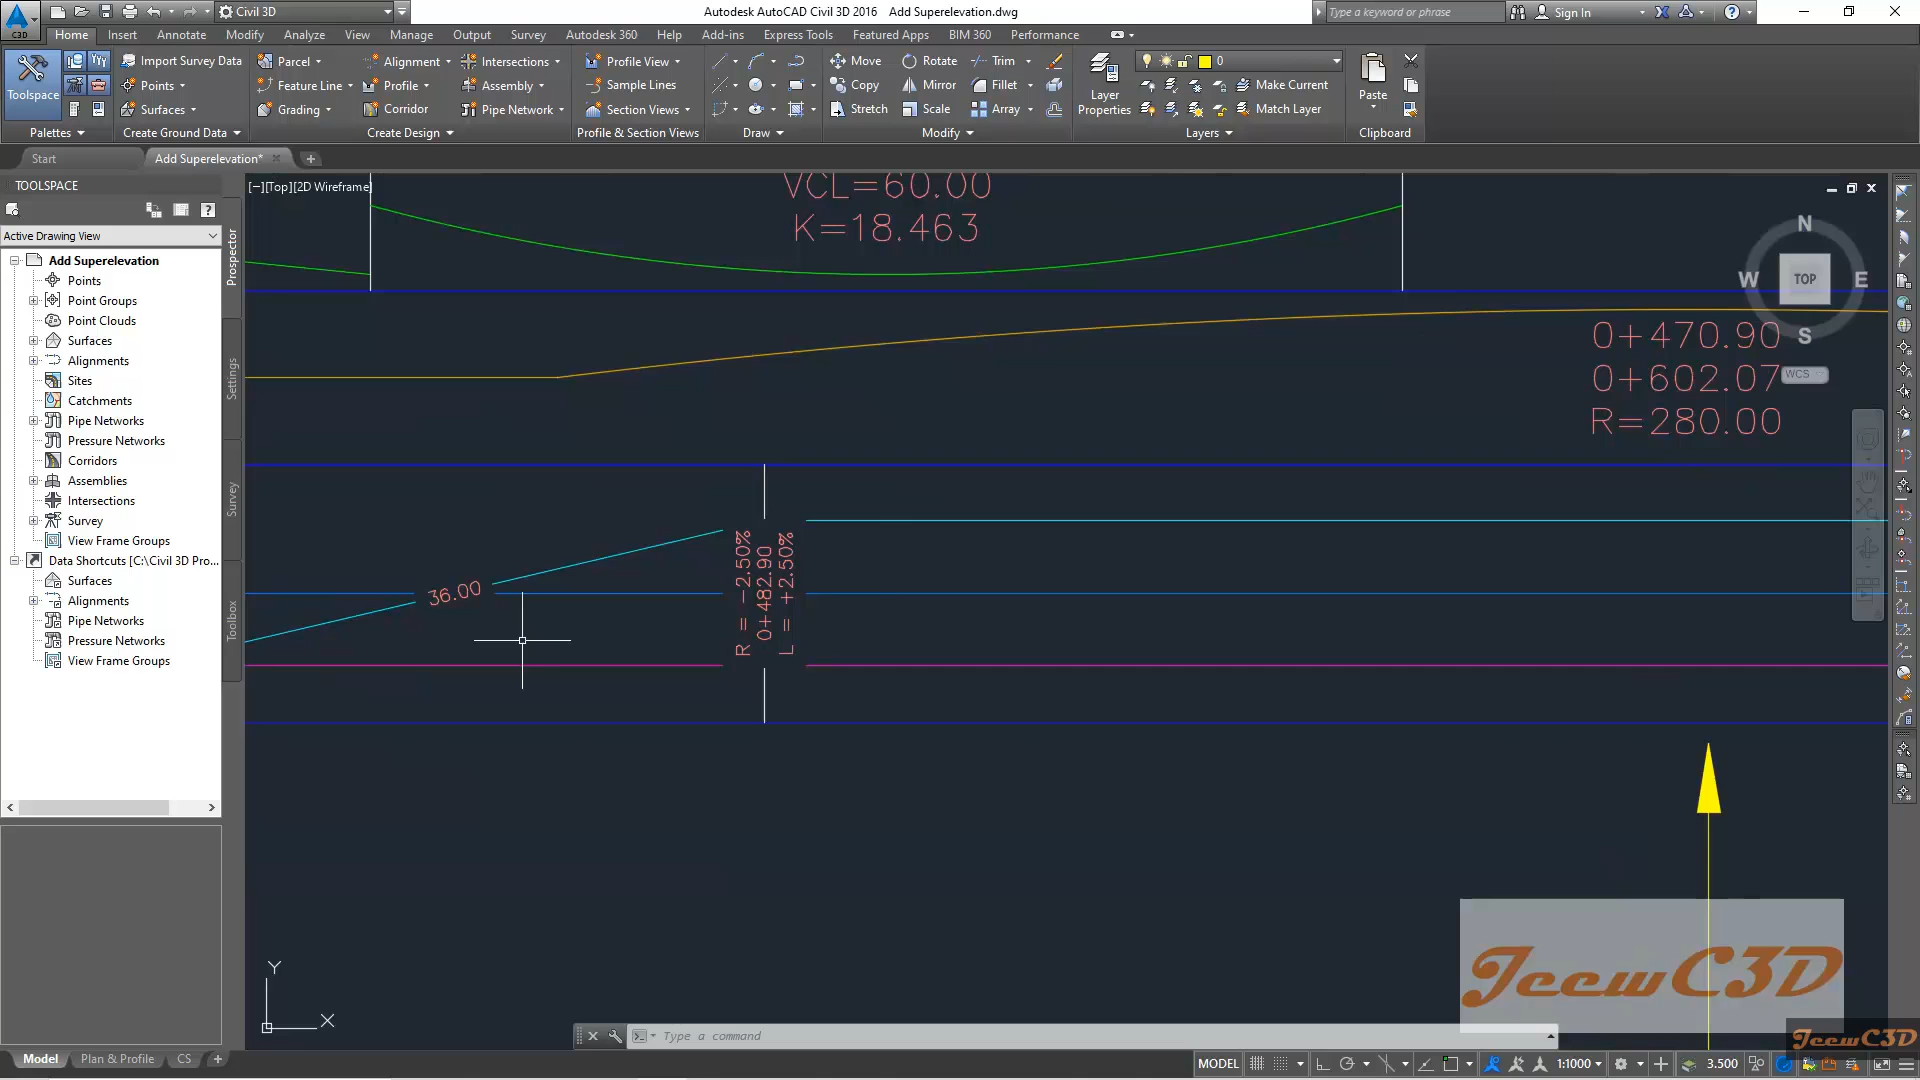 C3D
Civil 3D
Autodesk AutoCAD Civil 3D 2016 Add Superelevation.dwg
Type a keyword or phrase
Sign In
Home Insert Annotate Modify Analyze View Manage Output Survey Autodesk 360 Help Add-ins Express Tools Featured Apps BIM 360 Performance
Toolspace
Palettes
Import Survey Data
Points
Surfaces
Create Ground Data
Parcel
Feature Line
Grading
Alignment
Profile
Corridor
Intersections
Assembly
Pipe Network
Create Design
Profile View
Sample Lines
Section Views
Profile & Section Views
Draw
Move
Copy
Stretch
Rotate
Mirror
Scale
Trim
Fillet
Array
Modify
Layer
Properties
0
Make Current
Match Layer
Layers
Paste
Clipboard
Start
Add Superelevation*
TOOLSPACE
Active Drawing View
Add Superelevation
Points
Point Groups
Point Clouds
Surfaces
Alignments
Sites
Catchments
Pipe Networks
Pressure Networks
Corridors
Assemblies
Intersections
Survey
View Frame Groups
Data Shortcuts [C:\Civil 3D Pro...
Surfaces
Alignments
Pipe Networks
Pressure Networks
View Frame Groups
Prospector
Settings
Survey
Toolbox
[−][Top][2D Wireframe]
VCL=60.00
K=18.463
N
W
TOP
E
S
WCS
0+470.90
0+602.07
R=280.00
36.00
R = -2.50%
0+482.90
L = +2.50%
Y
X
JeewC3D
JeewC3D
Type a command
Model
Plan & Profile
CS
MODEL
1:1000
3.500